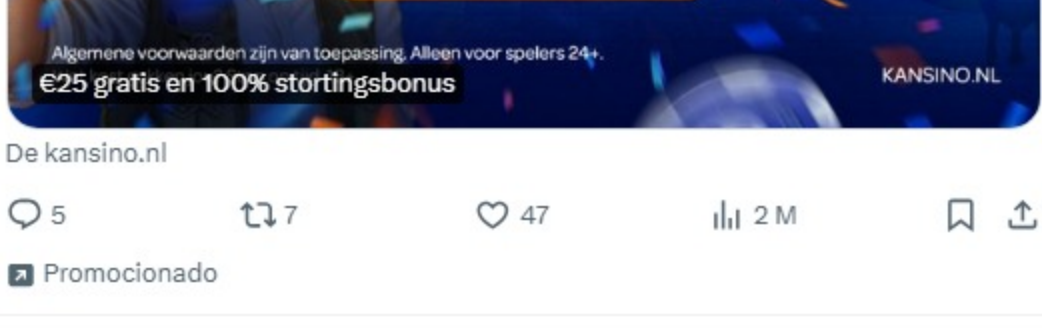 Algemene voorwaarden zijn van toepassing. Alleen voor spelers 24+.
€25 gratis en 100% stortingsbonus
KANSINO.NL
De kansino.nl
5 7 47 2 M
Promocionado